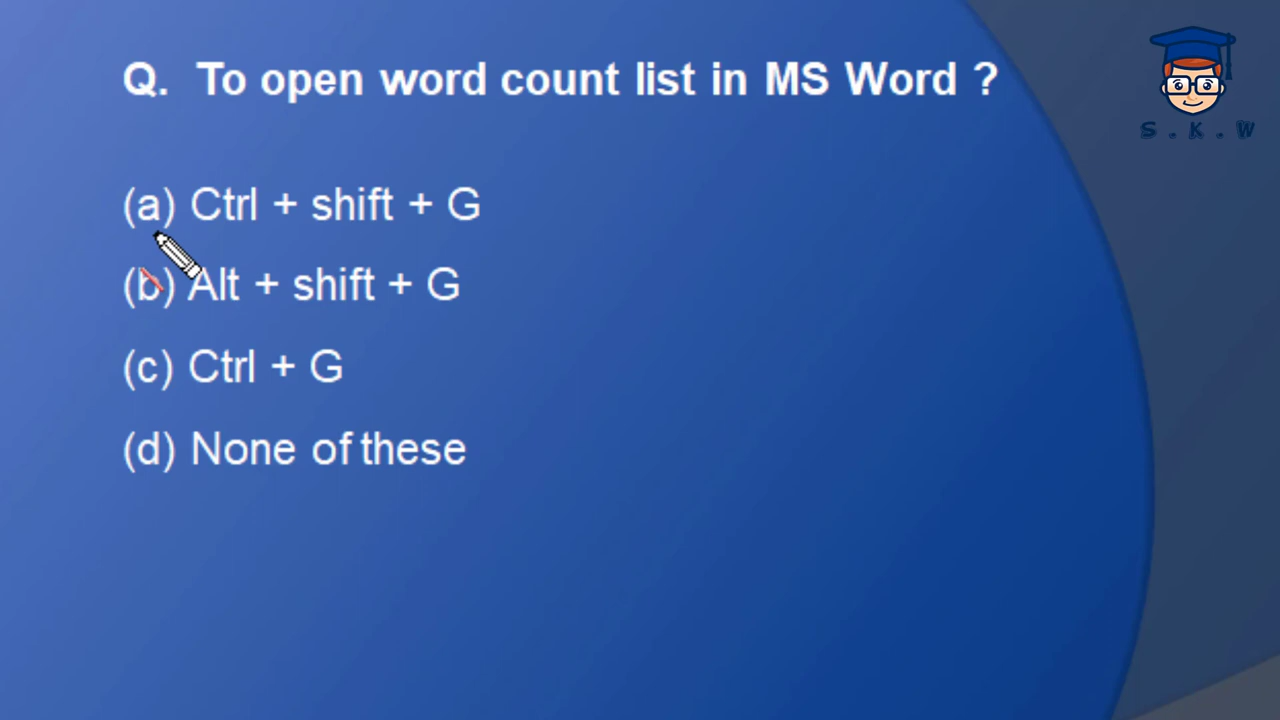 Q. To open word count list in MS Word ?
S . K . W
(a) Ctrl + shift + G
(b) Alt + shift + G
(c) Ctrl + G
(d) None of these